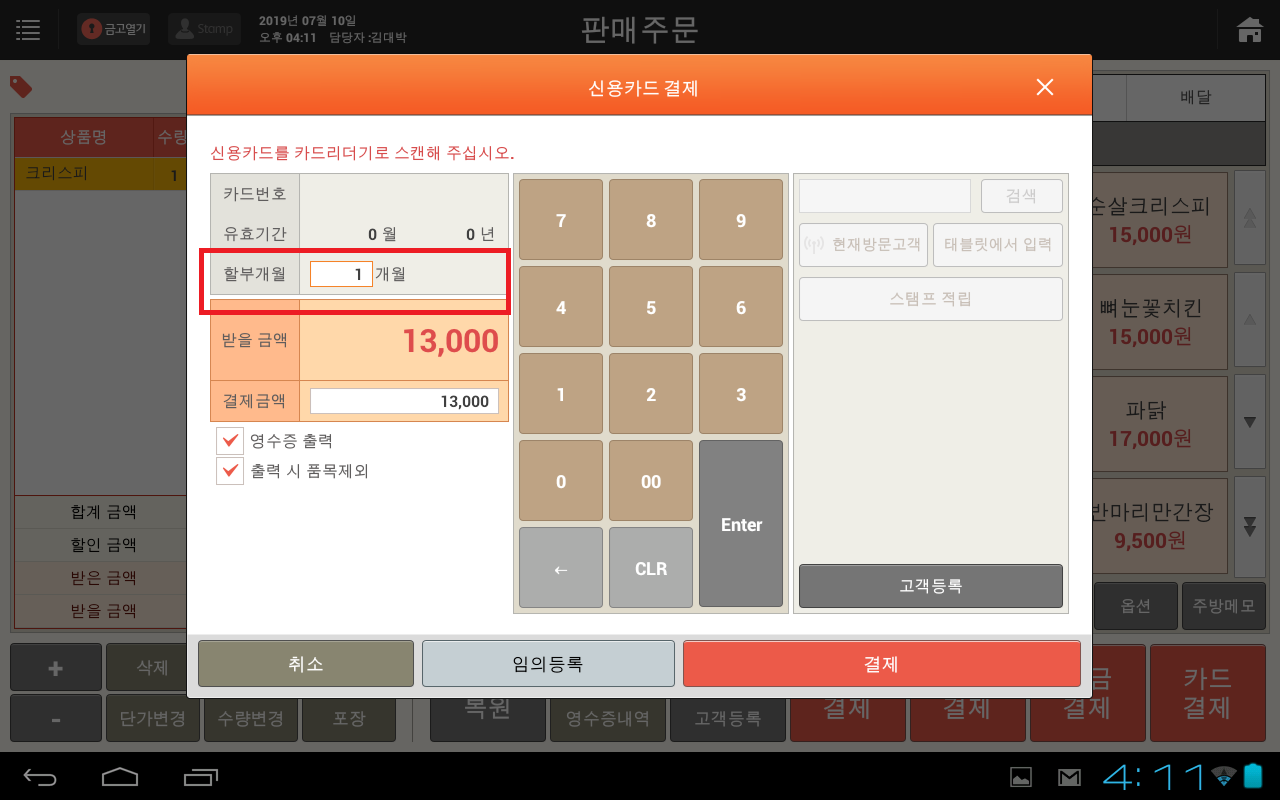 금고열기
Stamp
2019년 07월 10일
오후 04:11 담당자 :김대박
판매주문
신용카드 결제
배달
상품명
수량
크리스피 1
신용카드를 카드리더기로 스캔해 주십시오.
카드번호
유효기간 0 월 0 년
할부개월 1 개월
받을 금액 13,000
결제금액 13,000
영수증 출력
출력 시 품목제외
7 8 9
4 5 6
1 2 3
0 00 Enter
← CLR
검색
현재방문고객 태블릿에서 입력
스탬프 적립
고객등록
순살크리스피
15,000원
뼈눈꽃치킨
15,000원
파닭
17,000원
반마리만간장
9,500원
합계 금액
할인 금액
받은 금액
받을 금액
옵션 주방메모
취소 임의등록 결제
+ 삭제
- 단가변경 수량변경 포장
복원 영수증내역 고객등록
결제
결제
금
결제
카드
결제
4:11